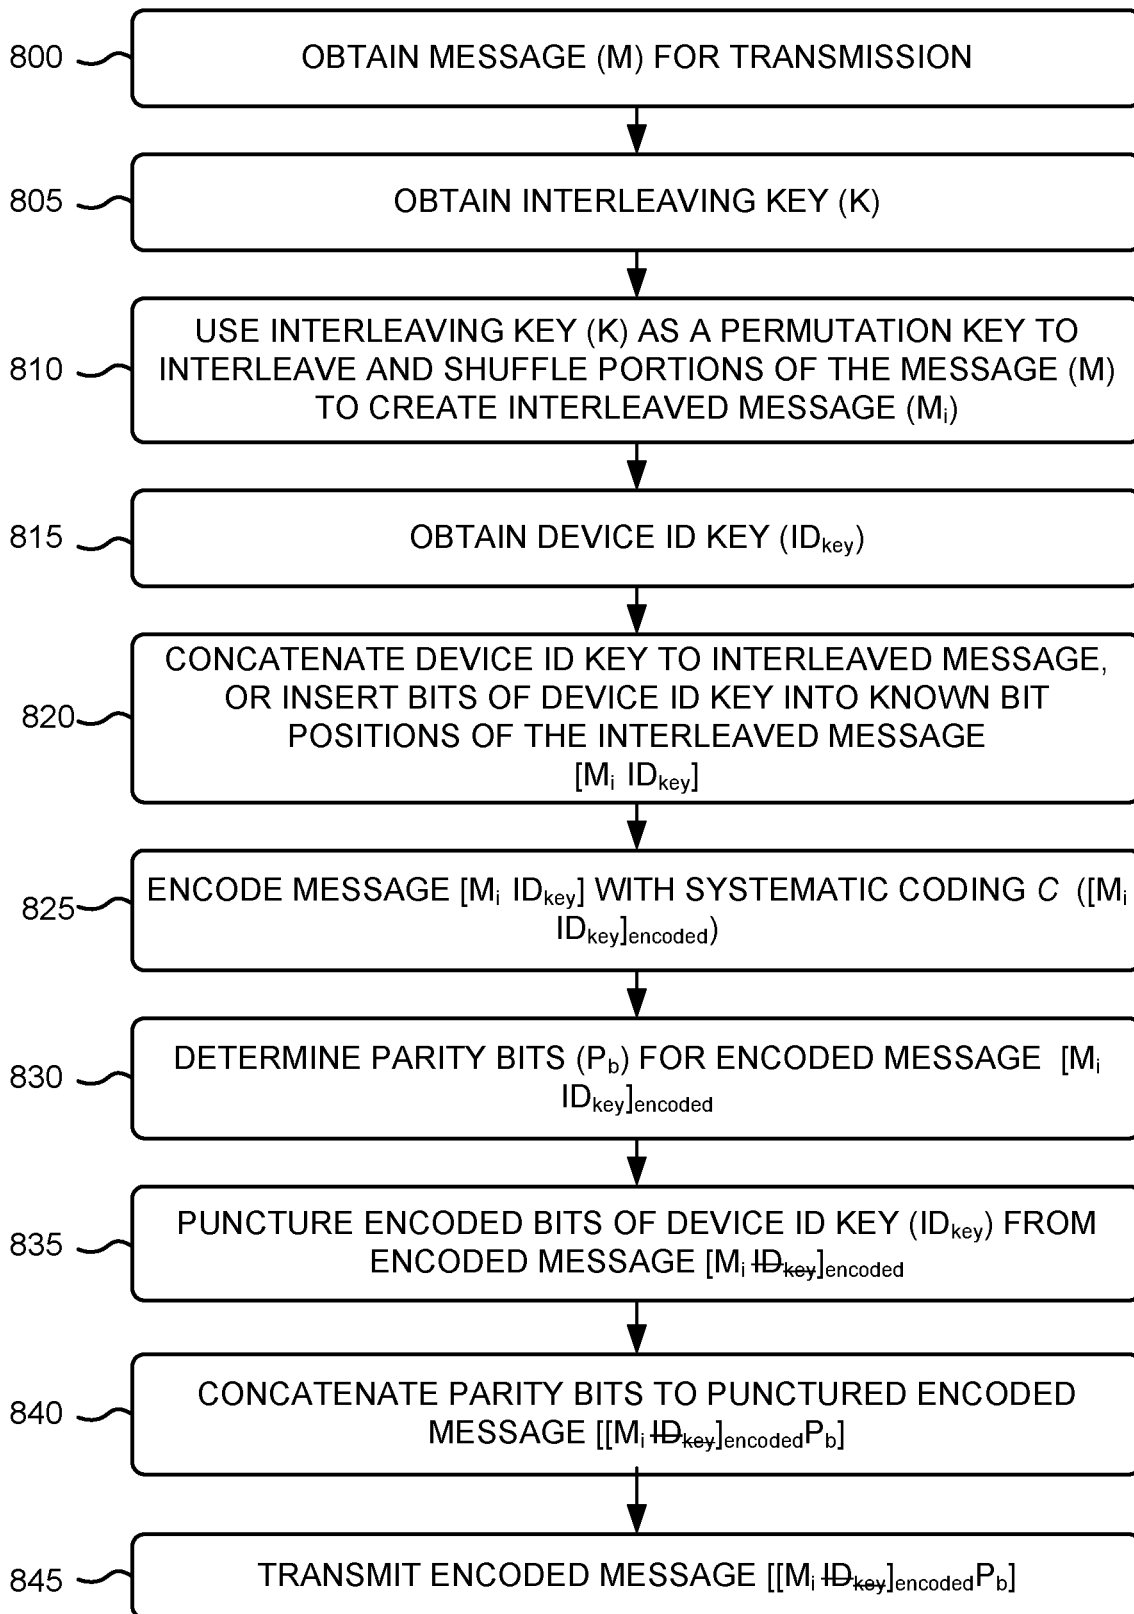 800
OBTAIN MESSAGE (M) FOR TRANSMISSION
805
OBTAIN INTERLEAVING KEY (K)
810
USE INTERLEAVING KEY (K) AS A PERMUTATION KEY TO
INTERLEAVE AND SHUFFLE PORTIONS OF THE MESSAGE (M)
TO CREATE INTERLEAVED MESSAGE (Mi)
815
OBTAIN DEVICE ID KEY (IDkey)
820
CONCATENATE DEVICE ID KEY TO INTERLEAVED MESSAGE,
OR INSERT BITS OF DEVICE ID KEY INTO KNOWN BIT
POSITIONS OF THE INTERLEAVED MESSAGE
[Mi IDkey]
825
ENCODE MESSAGE [Mi IDkey] WITH SYSTEMATIC CODING C ([Mi
IDkey]encoded)
830
DETERMINE PARITY BITS (Pb) FOR ENCODED MESSAGE [Mi
IDkey]encoded
835
PUNCTURE ENCODED BITS OF DEVICE ID KEY (IDkey) FROM
ENCODED MESSAGE [Mi IDkey]encoded
840
CONCATENATE PARITY BITS TO PUNCTURED ENCODED
MESSAGE [[Mi IDkey]encodedPb]
845
TRANSMIT ENCODED MESSAGE [[Mi IDkey]encodedPb]